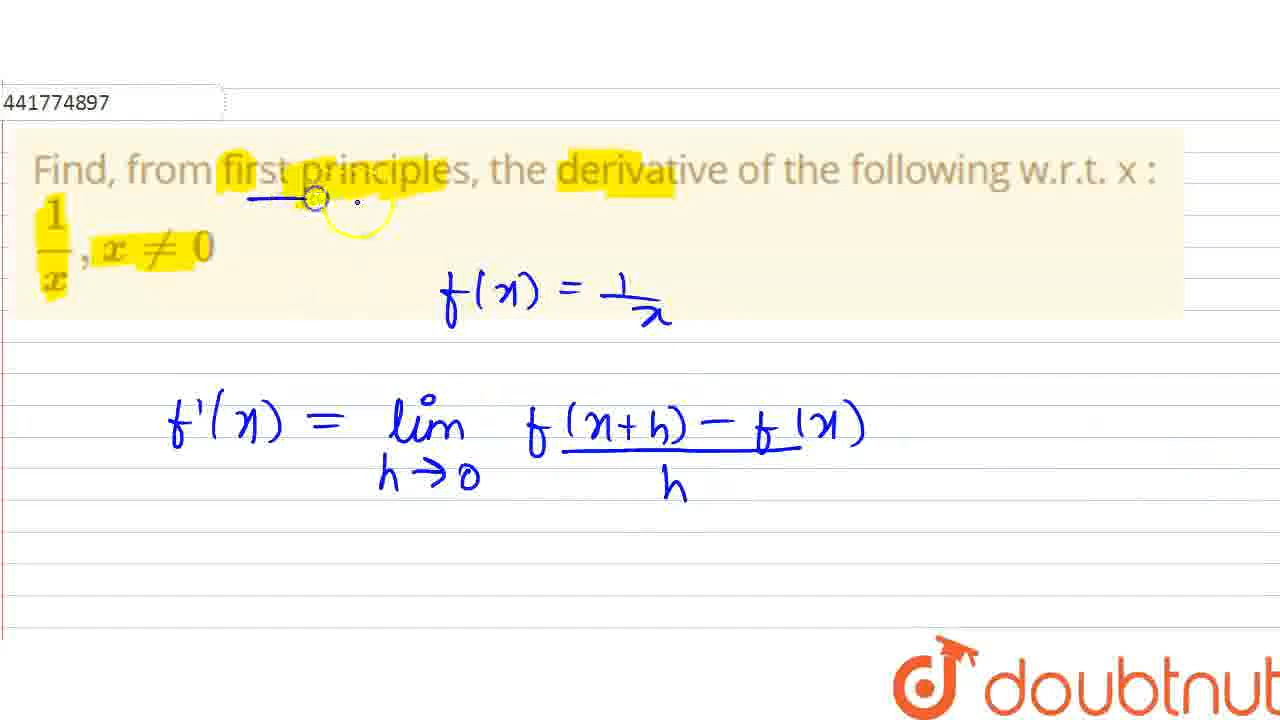 441774897
Find, from first principles, the derivative of the following w.r.t. x :
1/x, x ≠ 0
f(x) = 1/x
f'(x) = lim h→0 f(x+h) - f(x) / h
doubtnut